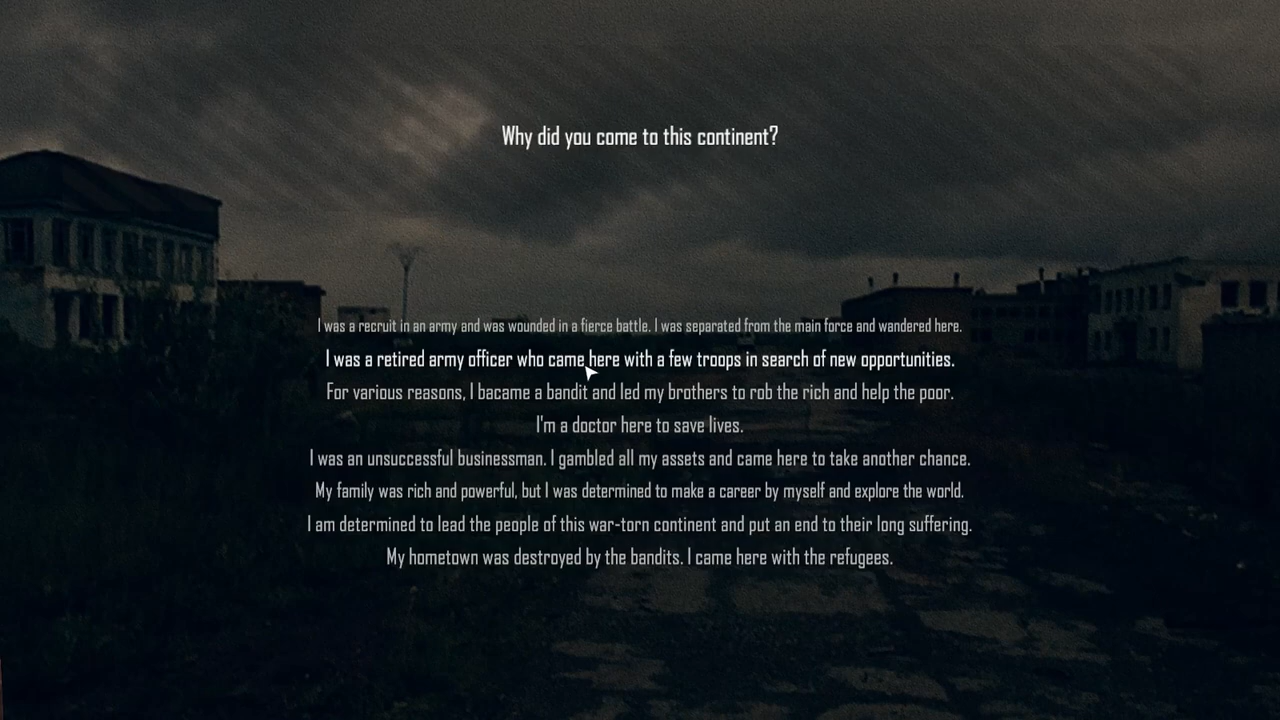 Why did you come to this continent?
I was a recruit in an army and was wounded in a fierce battle. I was separated from the main force and wandered here.
I was a retired army officer who came here with a few troops in search of new opportunities.
For various reasons, I bacame a bandit and led my brothers to rob the rich and help the poor.
I'm a doctor here to save lives.
I was an unsuccessful businessman. I gambled all my assets and came here to take another chance.
My family was rich and powerful, but I was determined to make a career by myself and explore the world.
I am determined to lead the people of this war-torn continent and put an end to their long suffering.
My hometown was destroyed by the bandits. I came here with the refugees.